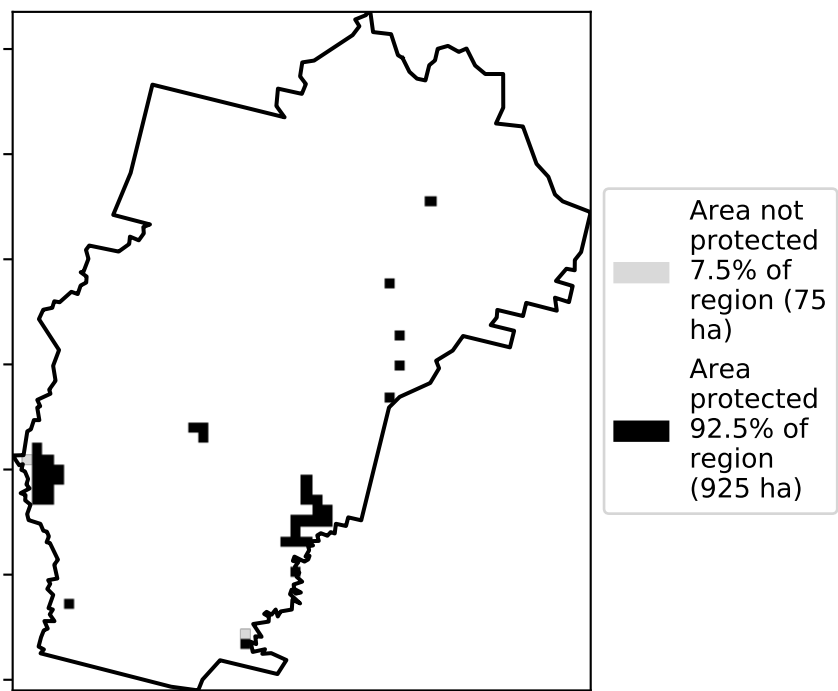 Area not
protected
7.5% of
region (75
ha)
Area
protected
92.5% of
region
(925 ha)